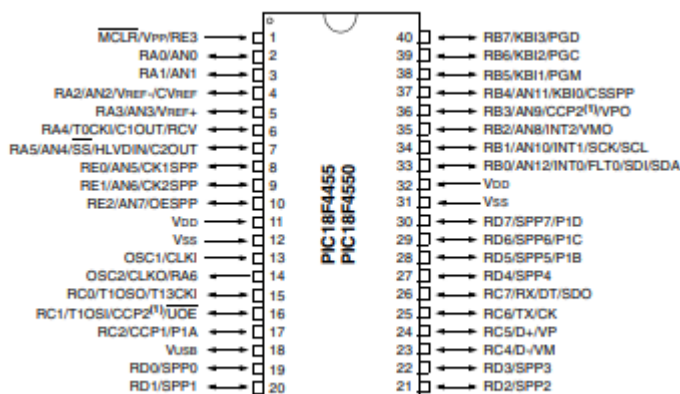 MCLR/VPP/RE3
RA0/AN0
RA1/AN1
RA2/AN2/VREF-/CVREF
RA3/AN3/VREF+
RA4/T0CKI/C1OUT/RCV
RA5/AN4/SS/HLVDIN/C2OUT
RE0/AN5/CK1SPP
RE1/AN6/CK2SPP
RE2/AN7/OESPP
VDD
VSS
OSC1/CLKI
OSC2/CLKO/RA6
RC0/T1OSO/T13CKI
RC1/T1OSI/CCP2(1)/UOE
RC2/CCP1/P1A
VUSB
RD0/SPP0
RD1/SPP1
1
2
3
4
5
6
7
8
9
10
11
12
13
14
15
16
17
18
19
20
PIC18F4455
PIC18F4550
40
39
38
37
36
35
34
33
32
31
30
29
28
27
26
25
24
23
22
21
RB7/KBI3/PGD
RB6/KBI2/PGC
RB5/KBI1/PGM
RB4/AN11/KBI0/CSSPP
RB3/AN9/CCP2(1)/VPO
RB2/AN8/INT2/VMO
RB1/AN10/INT1/SCK/SCL
RB0/AN12/INT0/FLT0/SDI/SDA
VDD
VSS
RD7/SPP7/P1D
RD6/SPP6/P1C
RD5/SPP5/P1B
RD4/SPP4
RC7/RX/DT/SDO
RC6/TX/CK
RC5/D+/VP
RC4/D-/VM
RD3/SPP3
RD2/SPP2